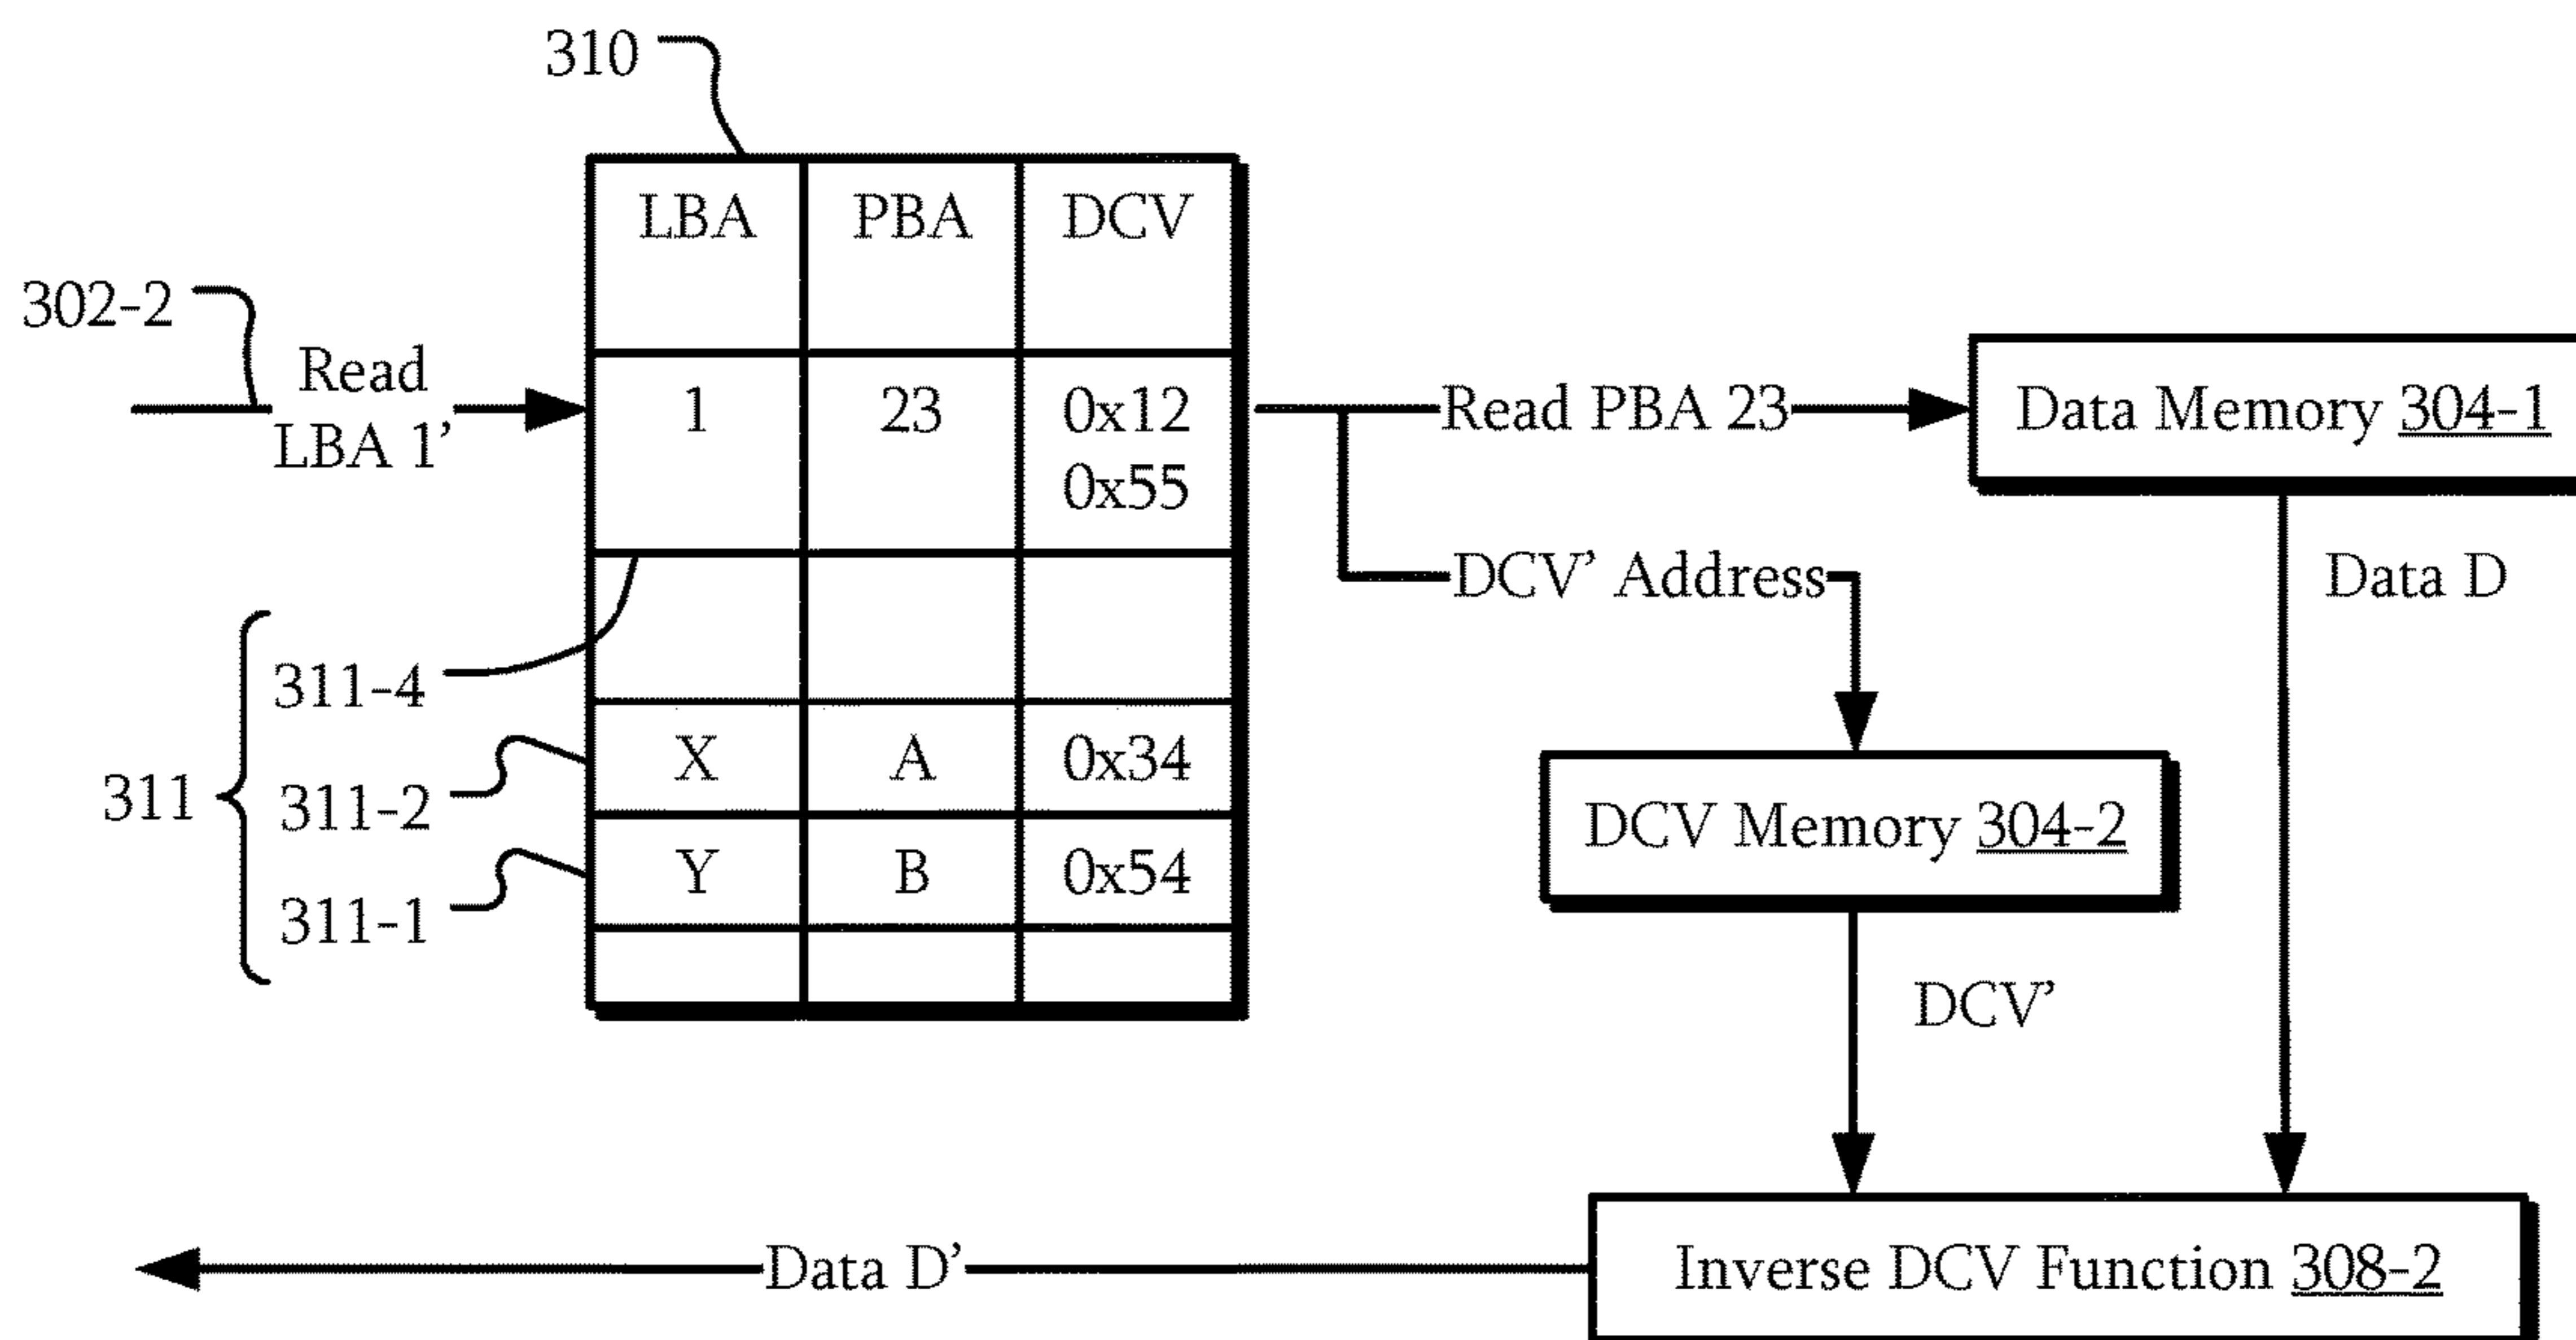 310
LBA PBA DCV
302-2
Read
LBA 1’
1 23 0x12
0x55
Read PBA 23
Data Memory 304-1
DCV’ Address
Data D
311
311-4
311-2
X A 0x34
311-1
Y B 0x54
DCV Memory 304-2
DCV’
Data D’
Inverse DCV Function 308-2